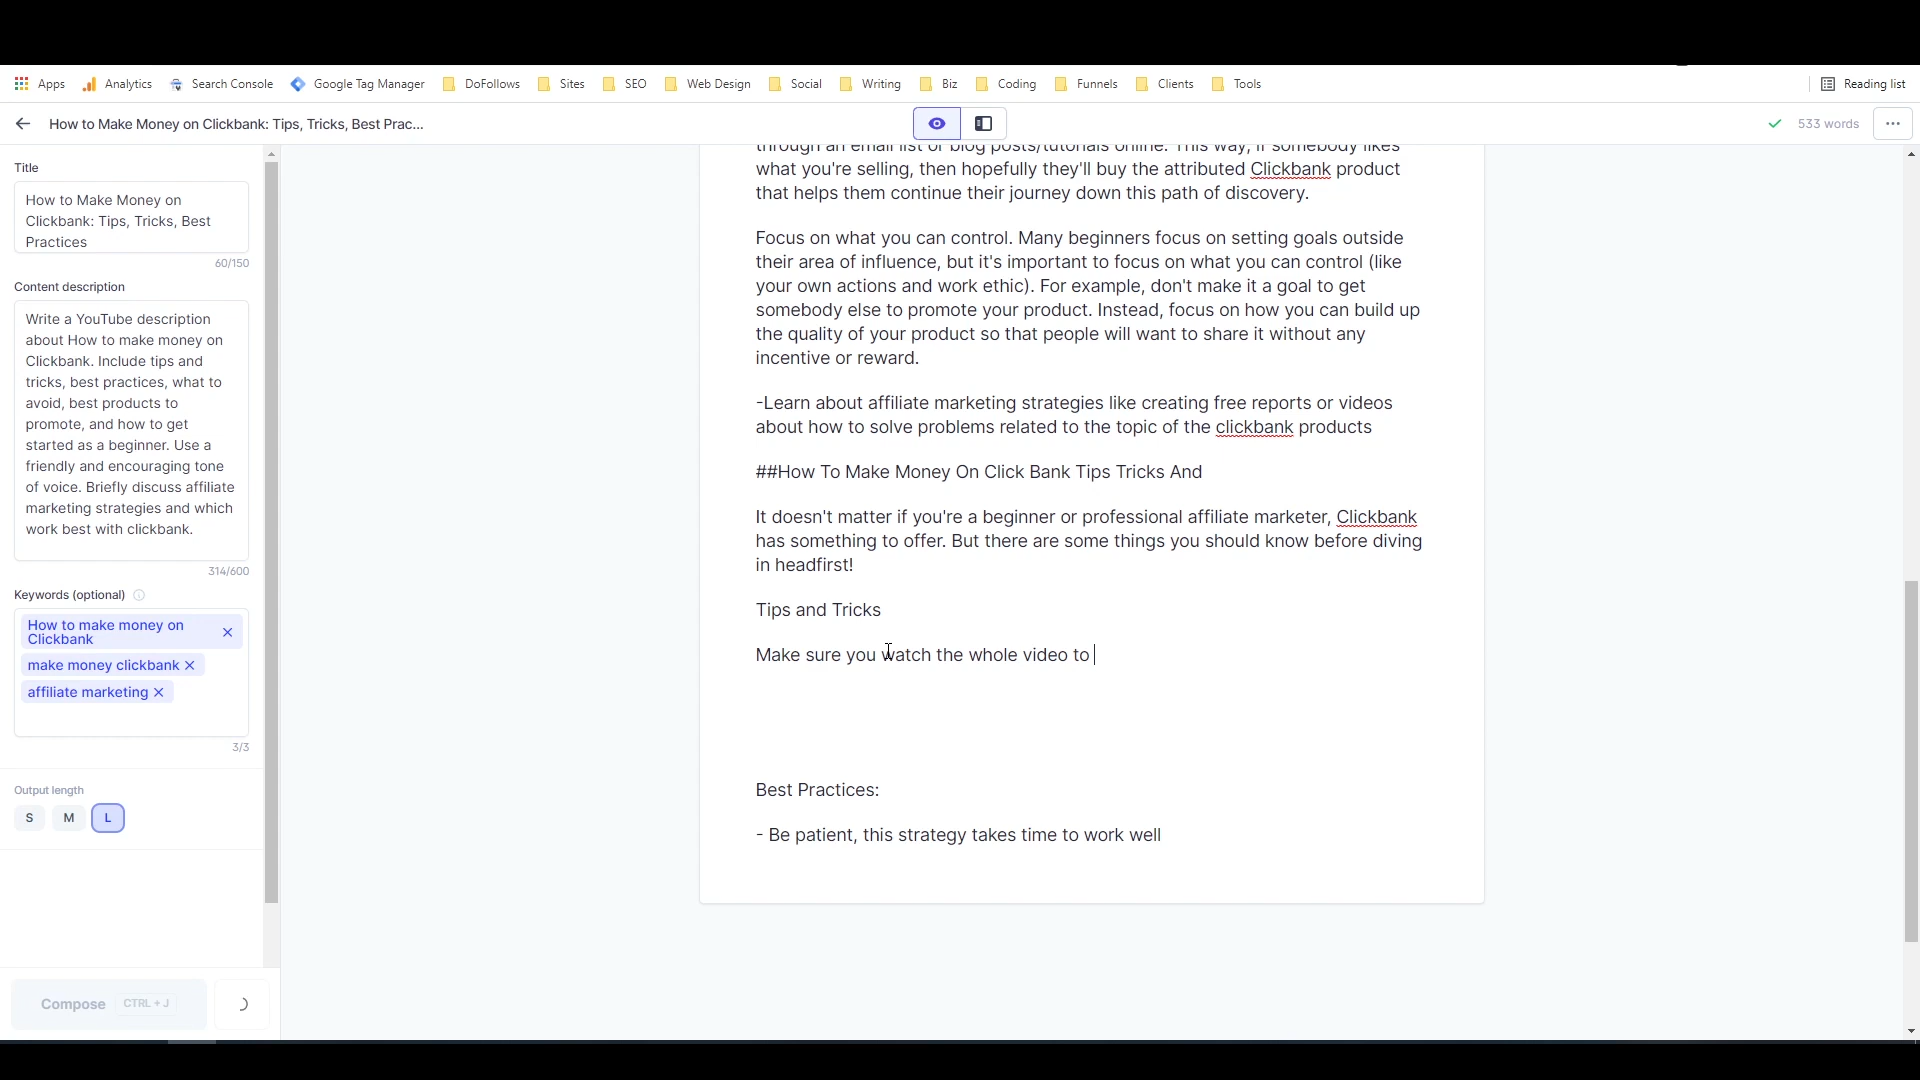 Apps Analytics Search Console Google Tag Manager DoFollows Sites SEO Web Design Social Writing Biz Coding Funnels Clients Tools Reading list
How to Make Money on Clickbank: Tips, Tricks, Best Prac...
533 words
Title
How to Make Money on
Clickbank: Tips, Tricks, Best
Practices
60/150
Content description
Write a YouTube description
about How to make money on
Clickbank. Include tips and
tricks, best practices, what to
avoid, best products to
promote, and how to get
started as a beginner. Use a
friendly and encouraging tone
of voice. Briefly discuss affiliate
marketing strategies and which
work best with clickbank.
314/600
Keywords (optional)
How to make money on
Clickbank
make money clickbank
affiliate marketing
3/3
Output length
S M L
Compose CTRL + J
through an email list or blog posts/tutorials online. This way, if somebody likes
what you're selling, then hopefully they'll buy the attributed Clickbank product
that helps them continue their journey down this path of discovery.
Focus on what you can control. Many beginners focus on setting goals outside
their area of influence, but it's important to focus on what you can control (like
your own actions and work ethic). For example, don't make it a goal to get
somebody else to promote your product. Instead, focus on how you can build up
the quality of your product so that people will want to share it without any
incentive or reward.
-Learn about affiliate marketing strategies like creating free reports or videos
about how to solve problems related to the topic of the clickbank products
##How To Make Money On Click Bank Tips Tricks And
It doesn't matter if you're a beginner or professional affiliate marketer, Clickbank
has something to offer. But there are some things you should know before diving
in headfirst!
Tips and Tricks
Make sure you watch the whole video to
Best Practices:
- Be patient, this strategy takes time to work well